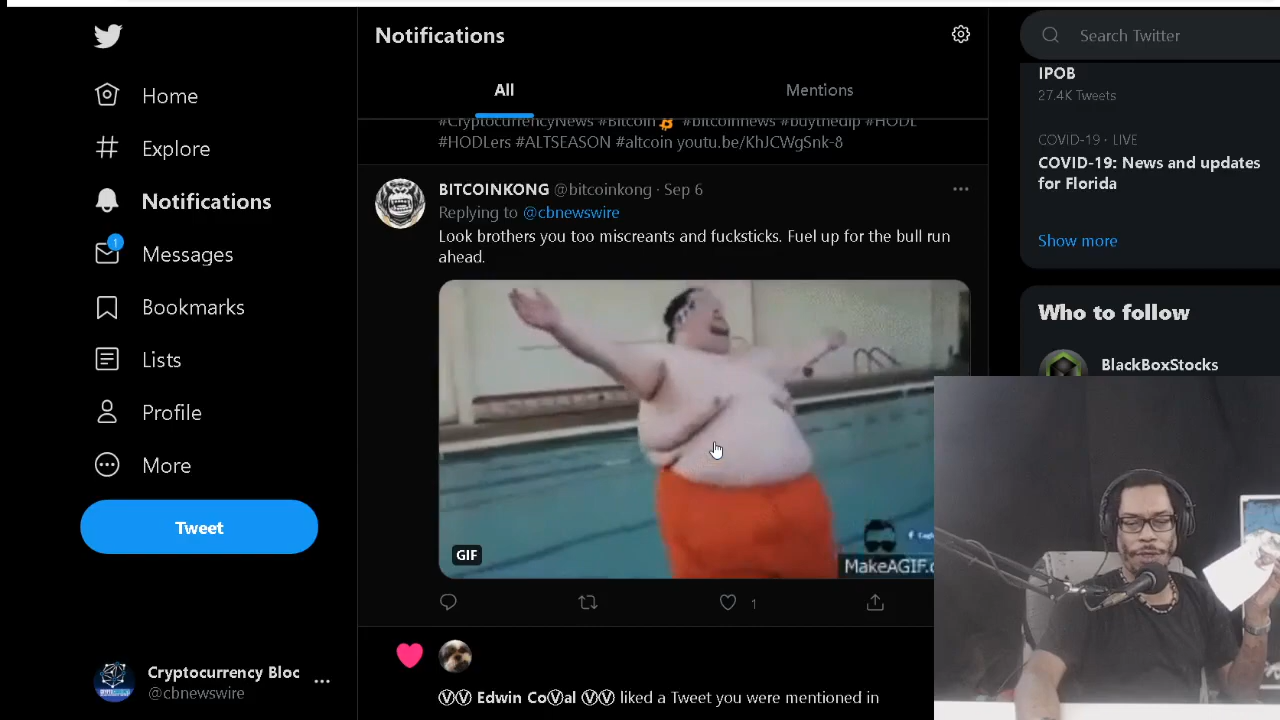 Notifications
Search Twitter
All
Mentions
Home
Explore
Notifications
1
Messages
Bookmarks
Lists
Profile
More
Tweet
Cryptocurrency Bloc
@cbnewswire
#CryptocurrencyNews #Bitcoin #bitcoinnews #buythedip #HODL
#HODLers #ALTSEASON #altcoin youtu.be/KhJCWgSnk-8
BITCOINKONG @bitcoinkong · Sep 6
Replying to @cbnewswire
Look brothers you too miscreants and fucksticks. Fuel up for the bull run
ahead.
GIF
MakeAGIF.c
1
ⓋⓋ Edwin CoⓋal ⓋⓋ liked a Tweet you were mentioned in
IPOB
27.4K Tweets
COVID-19 · LIVE
COVID-19: News and updates
for Florida
Show more
Who to follow
BlackBoxStocks